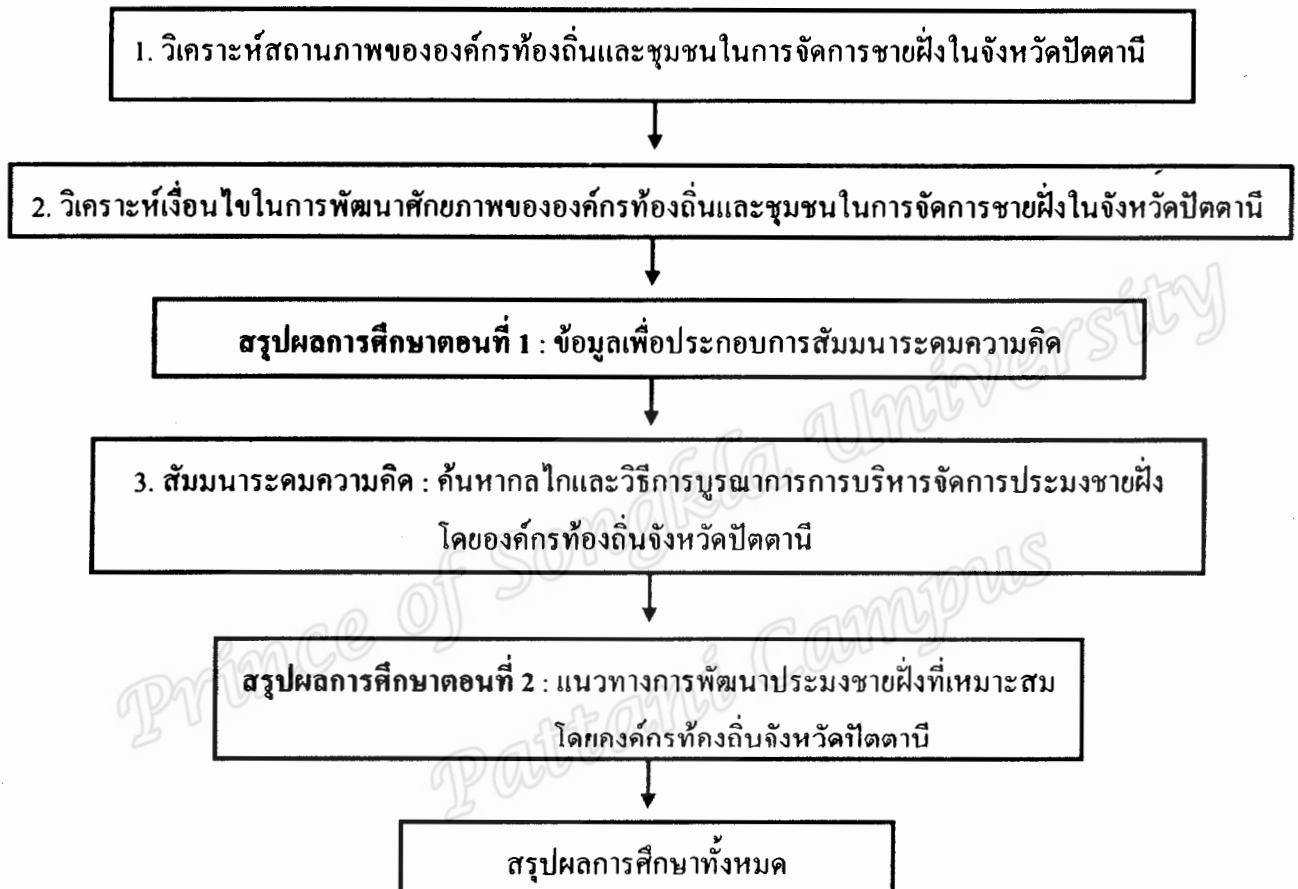 1. วิเคราะห์สถานภาพขององค์กรท้องถิ่นและชุมชนในการจัดการชายฝั่งในจังหวัดปัตตานี
2. วิเคราะห์เงื่อนไขในการพัฒนาศักยภาพขององค์กรท้องถิ่นและชุมชนในการจัดการชายฝั่งในจังหวัดปัตตานี
สรุปผลการศึกษาตอนที่ 1 : ข้อมูลเพื่อประกอบการสัมมนาระดมความคิด
3. สัมมนาระดมความคิด : ค้นหากลไกและวิธีการบูรณาการการบริหารจัดการประมงชายฝั่ง
โดยองค์กรท้องถิ่นจังหวัดปัตตานี
สรุปผลการศึกษาตอนที่ 2 : แนวทางการพัฒนาประมงชายฝั่งที่เหมาะสม
โดยองค์กรท้องถิ่นจังหวัดปัตตานี
สรุปผลการศึกษาทั้งหมด
Prince of Songkla University
Pattani Campus